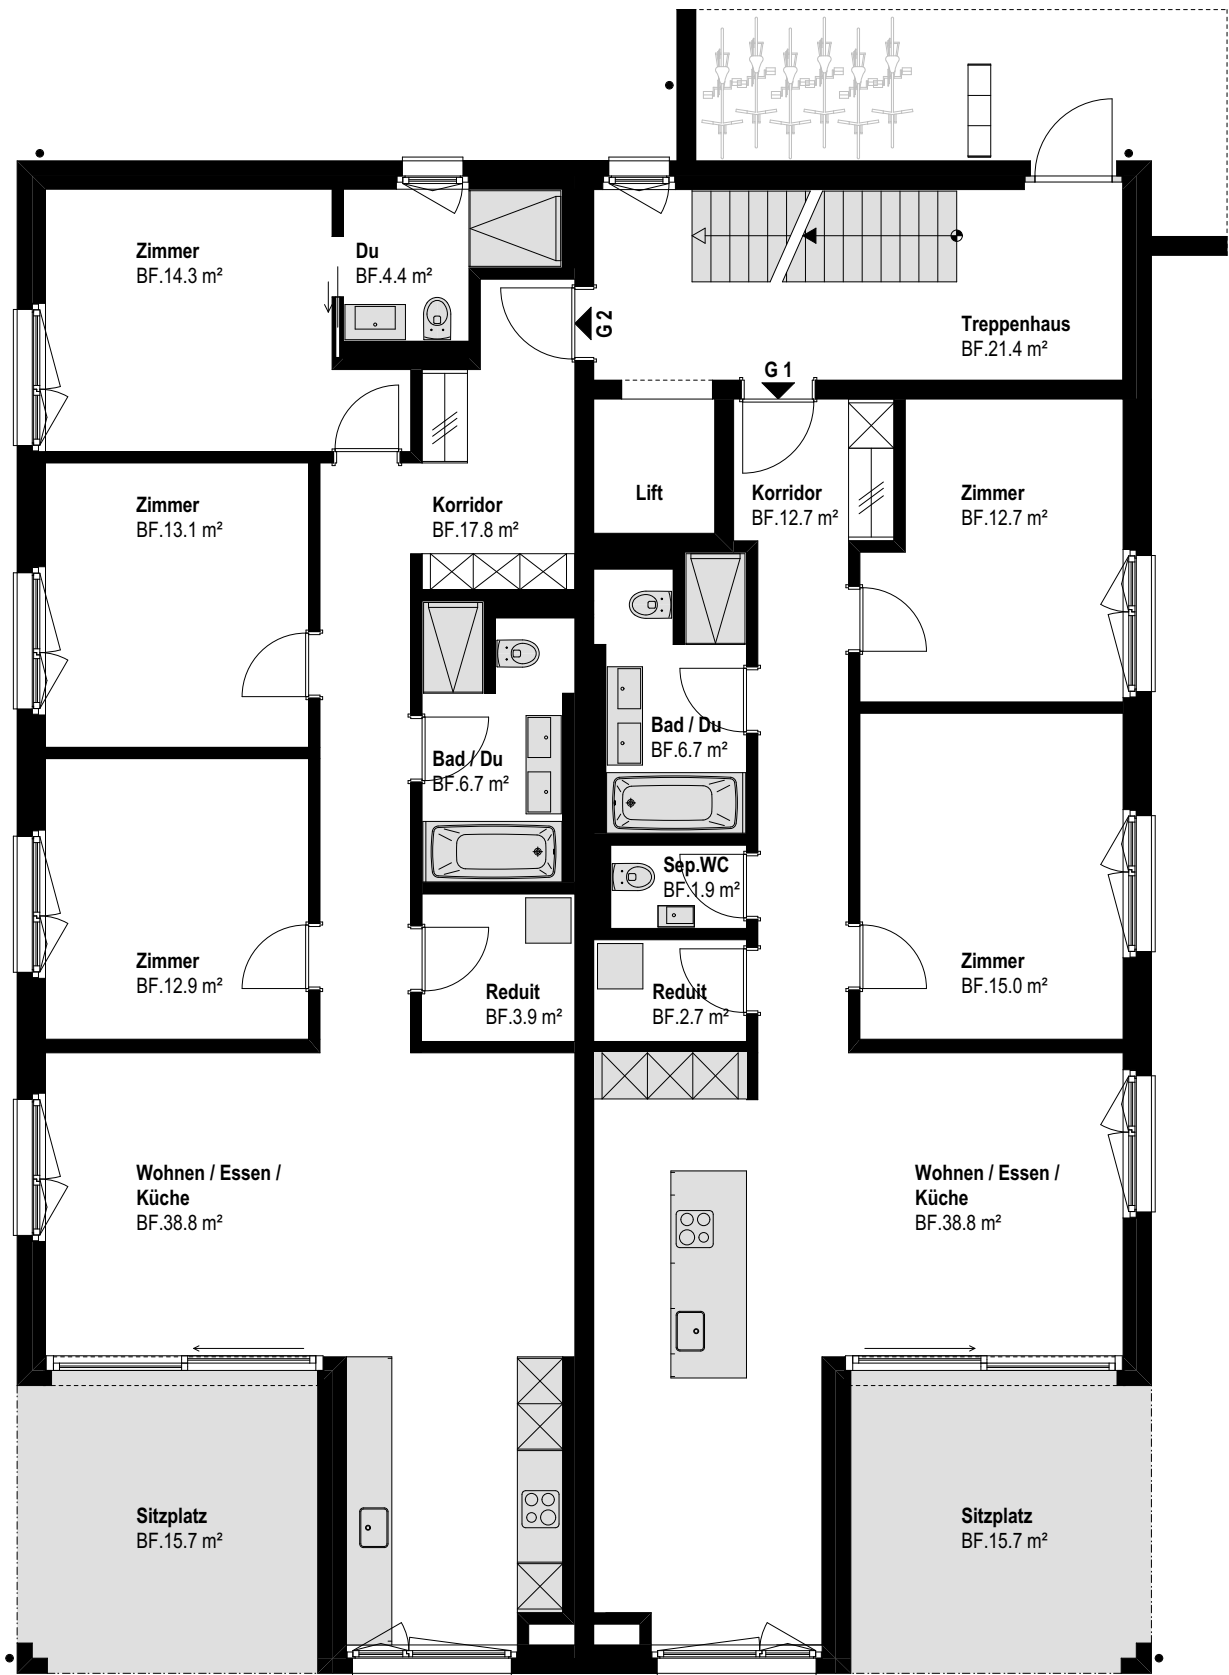 Zimmer
BF.14.3 m²
Du
BF.4.4 m²
G 2
Treppenhaus
BF.21.4 m²
G 1
Zimmer
BF.13.1 m²
Korridor
BF.17.8 m²
Lift
Korridor
BF.12.7 m²
Zimmer
BF.12.7 m²
Bad / Du
BF.6.7 m²
Bad / Du
BF.6.7 m²
Sep.WC
BF.1.9 m²
Zimmer
BF.12.9 m²
Reduit
BF.3.9 m²
Reduit
BF.2.7 m²
Zimmer
BF.15.0 m²
Wohnen / Essen /
Küche
BF.38.8 m²
Wohnen / Essen /
Küche
BF.38.8 m²
Sitzplatz
BF.15.7 m²
Sitzplatz
BF.15.7 m²